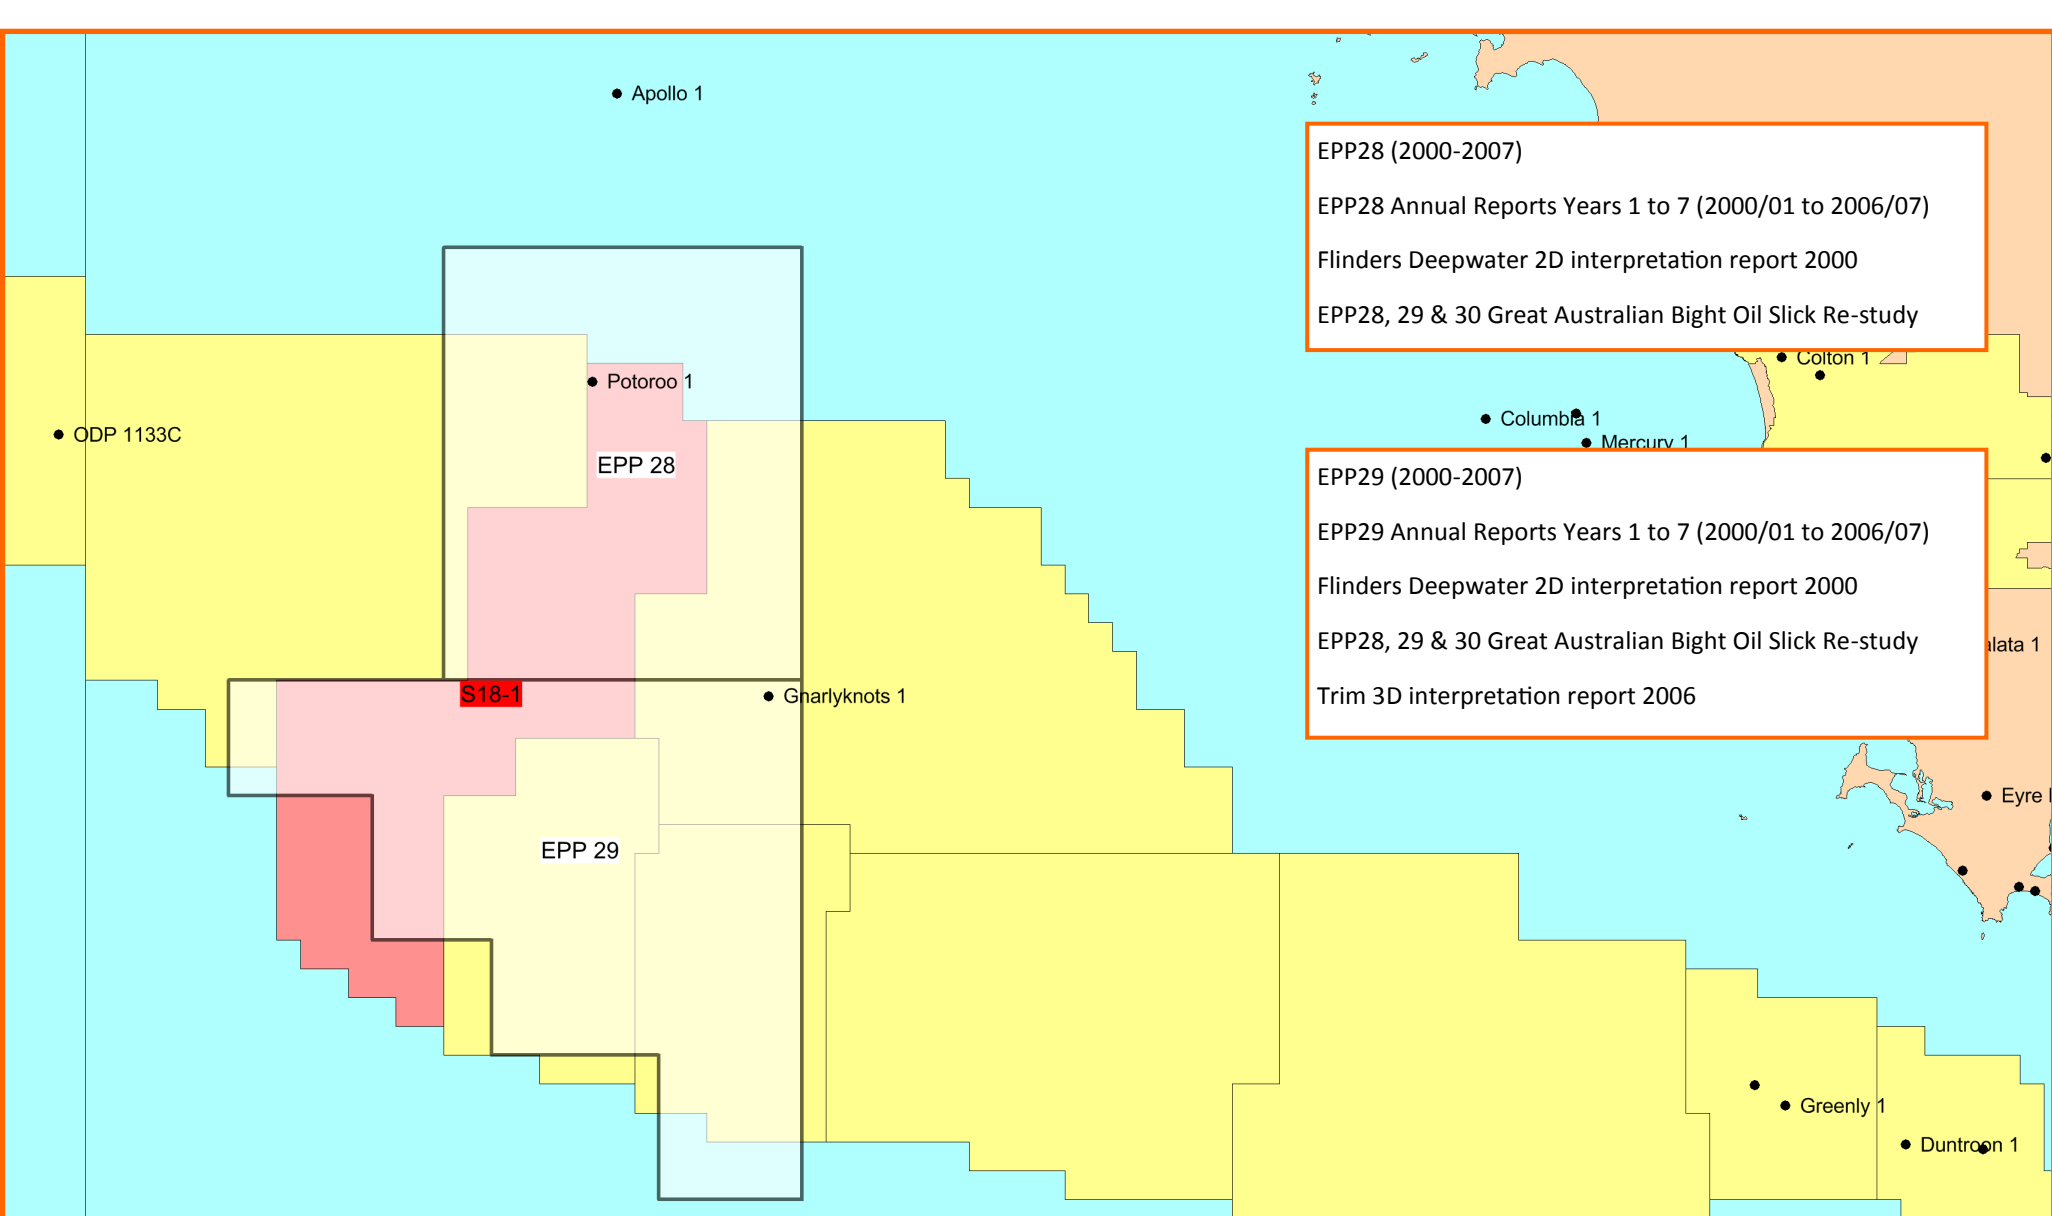 Apollo 1
EPP28 (2000-2007)
EPP28 Annual Reports Years 1 to 7 (2000/01 to 2006/07)
Flinders Deepwater 2D interpretation report 2000
EPP28, 29 & 30 Great Australian Bight Oil Slick Re-study
Colton 1
Potoroo 1
Columbia 1
ODP 1133C
Mercury 1
EPP 28
EPP29 (2000-2007)
EPP29 Annual Reports Years 1 to 7 (2000/01 to 2006/07)
Flinders Deepwater 2D interpretation report 2000
EPP28, 29 & 30 Great Australian Bight Oil Slick Re-study
Trim 3D interpretation report 2006
S18-1
Gnarlyknots 1
Eyre
EPP 29
Greenly 1
Duntroon 1